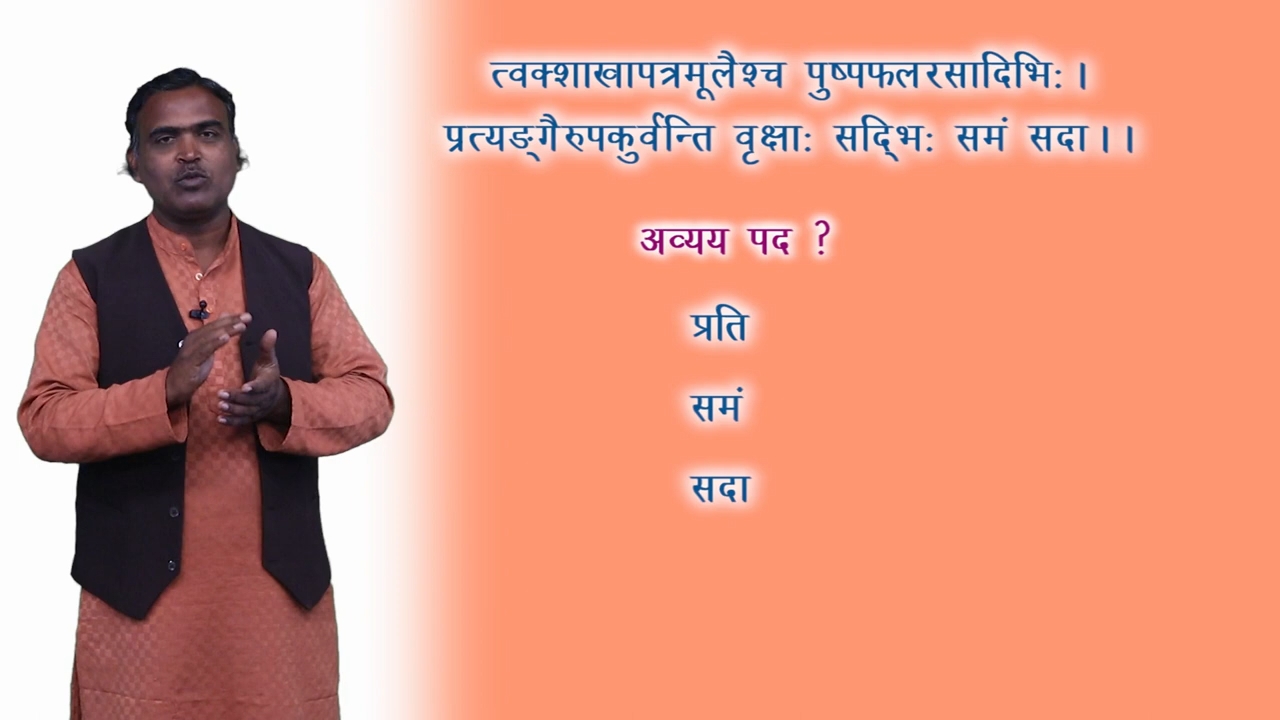 त्वक्शाखापत्रमूलैश्च पुष्पफलरसादिभिः।
प्रत्यङ्गैरुपकुर्वन्ति वृक्षाः सद्भिः समं सदा।।
अव्यय पद ?
प्रति
समं
सदा